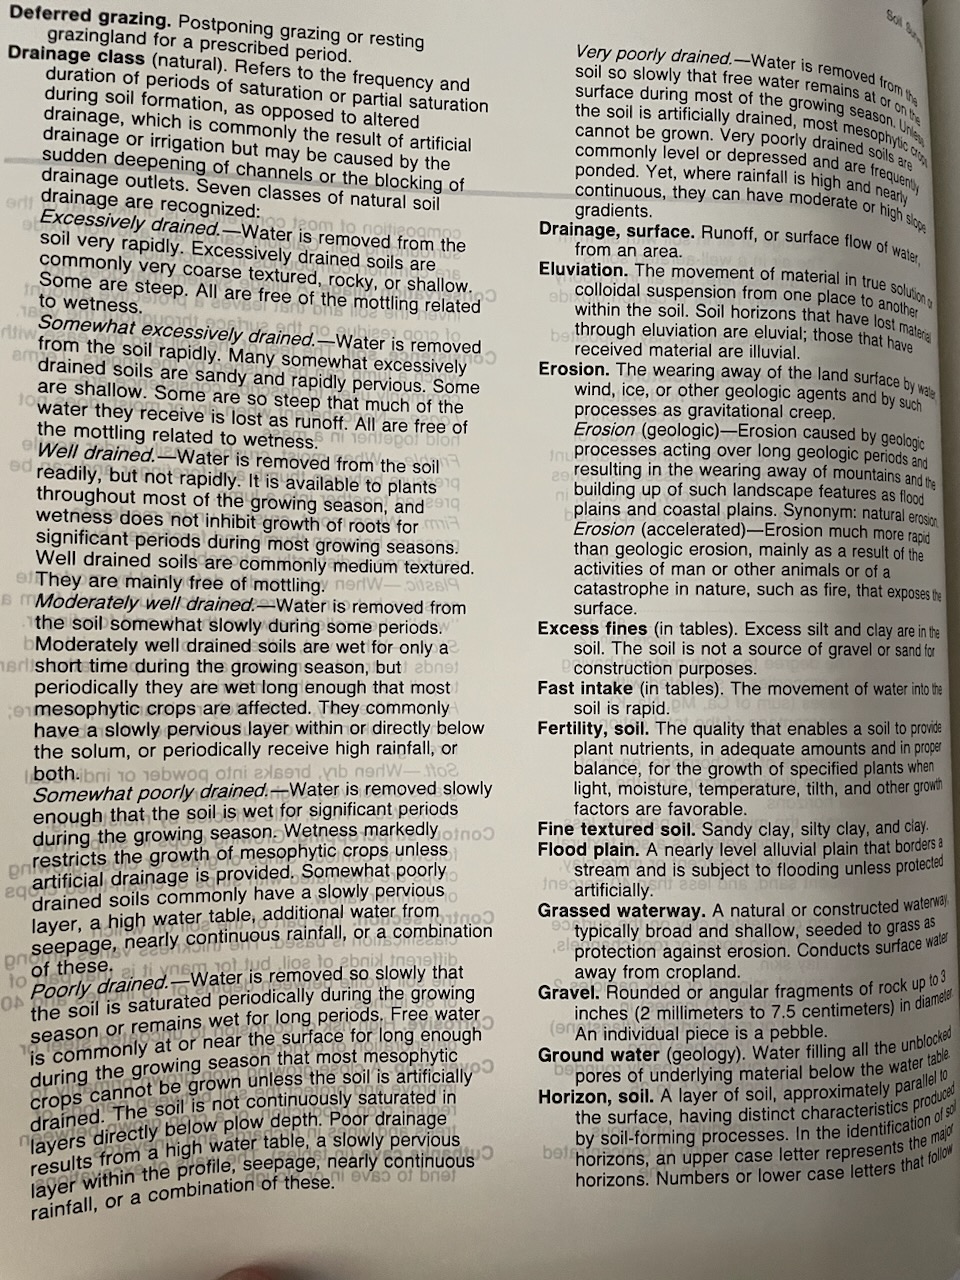 Soil Survey
Deferred grazing. Postponing grazing or resting
grazingland for a prescribed period.
Drainage class (natural). Refers to the frequency and
duration of periods of saturation or partial saturation
during soil formation, as opposed to altered
drainage, which is commonly the result of artificial
drainage or irrigation but may be caused by the
sudden deepening of channels or the blocking of
drainage outlets. Seven classes of natural soil
drainage are recognized:
Excessively drained.—Water is removed from the
soil very rapidly. Excessively drained soils are
commonly very coarse textured, rocky, or shallow.
Some are steep. All are free of the mottling related
to wetness.
Somewhat excessively drained.—Water is removed
from the soil rapidly. Many somewhat excessively
drained soils are sandy and rapidly pervious. Some
are shallow. Some are so steep that much of the
water they receive is lost as runoff. All are free of
the mottling related to wetness.
Well drained.—Water is removed from the soil
readily, but not rapidly. It is available to plants
throughout most of the growing season, and
wetness does not inhibit growth of roots for
significant periods during most growing seasons.
Well drained soils are commonly medium textured.
They are mainly free of mottling.
Moderately well drained.—Water is removed from
the soil somewhat slowly during some periods.
Moderately well drained soils are wet for only a
short time during the growing season, but
periodically they are wet long enough that most
mesophytic crops are affected. They commonly
have a slowly pervious layer within or directly below
the solum, or periodically receive high rainfall, or
both.
Somewhat poorly drained.—Water is removed slowly
enough that the soil is wet for significant periods
during the growing season. Wetness markedly
restricts the growth of mesophytic crops unless
artificial drainage is provided. Somewhat poorly
drained soils commonly have a slowly pervious
layer, a high water table, additional water from
seepage, nearly continuous rainfall, or a combination
of these.
Poorly drained.—Water is removed so slowly that
the soil is saturated periodically during the growing
season or remains wet for long periods. Free water
is commonly at or near the surface for long enough
during the growing season that most mesophytic
crops cannot be grown unless the soil is artificially
drained. The soil is not continuously saturated in
layers directly below plow depth. Poor drainage
results from a high water table, a slowly pervious
layer within the profile, seepage, nearly continuous
rainfall, or a combination of these.
Very poorly drained.—Water is removed from the
soil so slowly that free water remains at or on the
surface during most of the growing season. Unless
the soil is artificially drained, most mesophytic crops
cannot be grown. Very poorly drained soils are
commonly level or depressed and are frequently
ponded. Yet, where rainfall is high and nearly
continuous, they can have moderate or high slope
gradients.
Drainage, surface. Runoff, or surface flow of water,
from an area.
Eluviation. The movement of material in true solution or
colloidal suspension from one place to another
within the soil. Soil horizons that have lost material
through eluviation are eluvial; those that have
received material are illuvial.
Erosion. The wearing away of the land surface by water,
wind, ice, or other geologic agents and by such
processes as gravitational creep.
Erosion (geologic)—Erosion caused by geologic
processes acting over long geologic periods and
resulting in the wearing away of mountains and the
building up of such landscape features as flood
plains and coastal plains. Synonym: natural erosion.
Erosion (accelerated)—Erosion much more rapid
than geologic erosion, mainly as a result of the
activities of man or other animals or of a
catastrophe in nature, such as fire, that exposes the
surface.
Excess fines (in tables). Excess silt and clay are in the
soil. The soil is not a source of gravel or sand for
construction purposes.
Fast intake (in tables). The movement of water into the
soil is rapid.
Fertility, soil. The quality that enables a soil to provide
plant nutrients, in adequate amounts and in proper
balance, for the growth of specified plants when
light, moisture, temperature, tilth, and other growth
factors are favorable.
Fine textured soil. Sandy clay, silty clay, and clay.
Flood plain. A nearly level alluvial plain that borders a
stream and is subject to flooding unless protected
artificially.
Grassed waterway. A natural or constructed waterway,
typically broad and shallow, seeded to grass as
protection against erosion. Conducts surface water
away from cropland.
Gravel. Rounded or angular fragments of rock up to 3
inches (2 millimeters to 7.5 centimeters) in diameter.
An individual piece is a pebble.
Ground water (geology). Water filling all the unblocked
pores of underlying material below the water table.
Horizon, soil. A layer of soil, approximately parallel to
the surface, having distinct characteristics produced
by soil-forming processes. In the identification of soil
horizons, an upper case letter represents the major
horizons. Numbers or lower case letters that follow